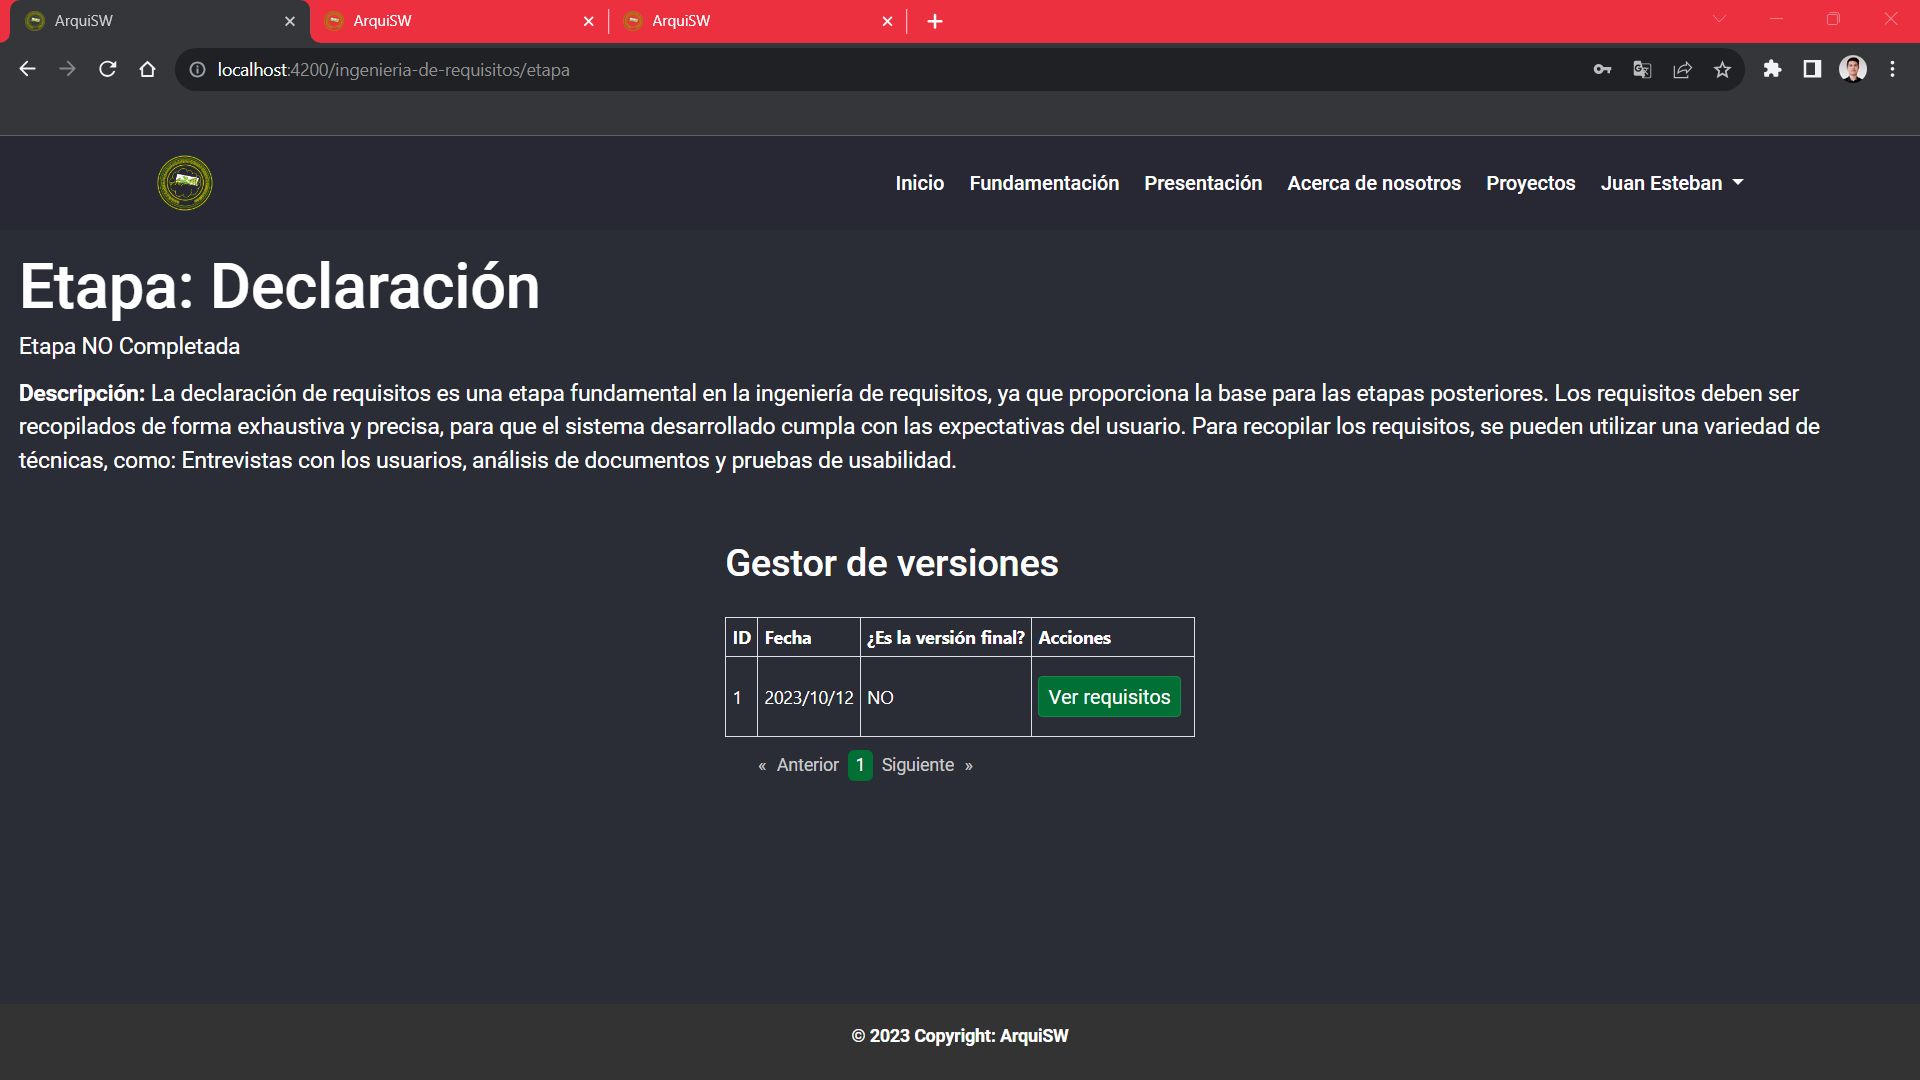 ArquiSW
ArquiSW
ArquiSW
localhost:4200/ingenieria-de-requisitos/etapa
Inicio Fundamentación Presentación Acerca de nosotros Proyectos Juan Esteban
Etapa: Declaración
Etapa NO Completada
Descripción: La declaración de requisitos es una etapa fundamental en la ingeniería de requisitos, ya que proporciona la base para las etapas posteriores. Los requisitos deben ser
recopilados de forma exhaustiva y precisa, para que el sistema desarrollado cumpla con las expectativas del usuario. Para recopilar los requisitos, se pueden utilizar una variedad de
técnicas, como: Entrevistas con los usuarios, análisis de documentos y pruebas de usabilidad.
Gestor de versiones
ID Fecha ¿Es la versión final? Acciones
1 2023/10/12 NO Ver requisitos
« Anterior 1 Siguiente »
© 2023 Copyright: ArquiSW